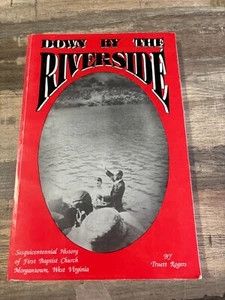 DOWN BY THE
RIVERSIDE
Sesquicentennial History
of First Baptist Church
Morgantown, West Virginia
BY
Truett Rogers